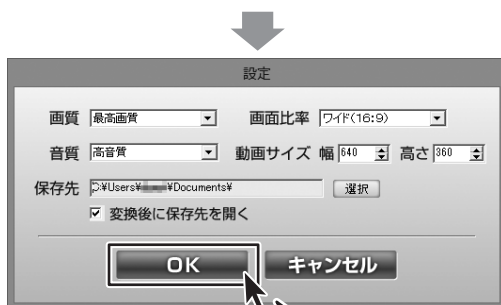 設定
画質 最高画質 画面比率 ワイド(16:9)
音質 高音質 動画サイズ 幅 640 高さ 360
保存先 :¥Users¥ ¥Documents¥ 選択
変換後に保存先を開く
OK キャンセル